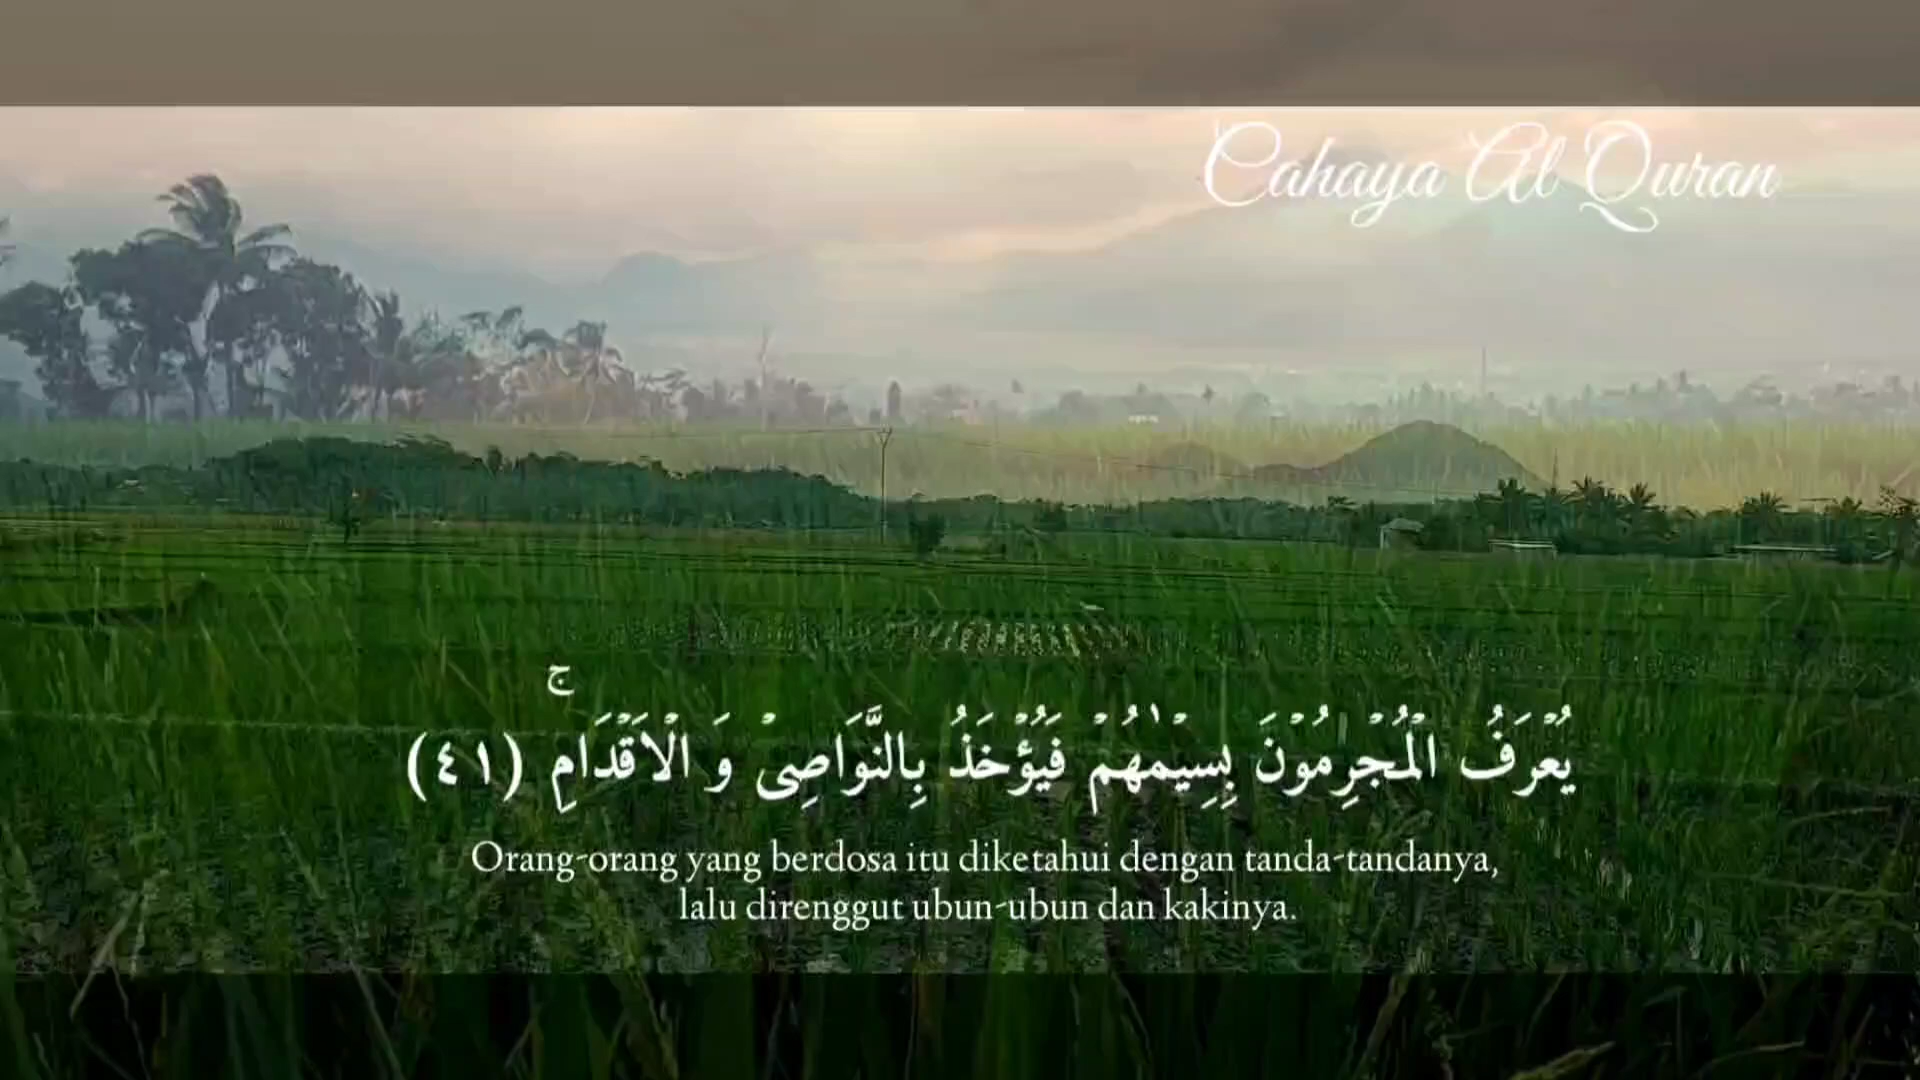 Cahaya Al Quran
يُعْرَفُ الْمُجْرِمُوْنَ بِسِيْمٰهُمْ فَيُؤْخَذُ بِالنَّوَاصِيْ وَ الْاَقْدَامِۚ (٤١)
Orang-orang yang berdosa itu diketahui dengan tanda-tandanya,
lalu direnggut ubun-ubun dan kakinya.